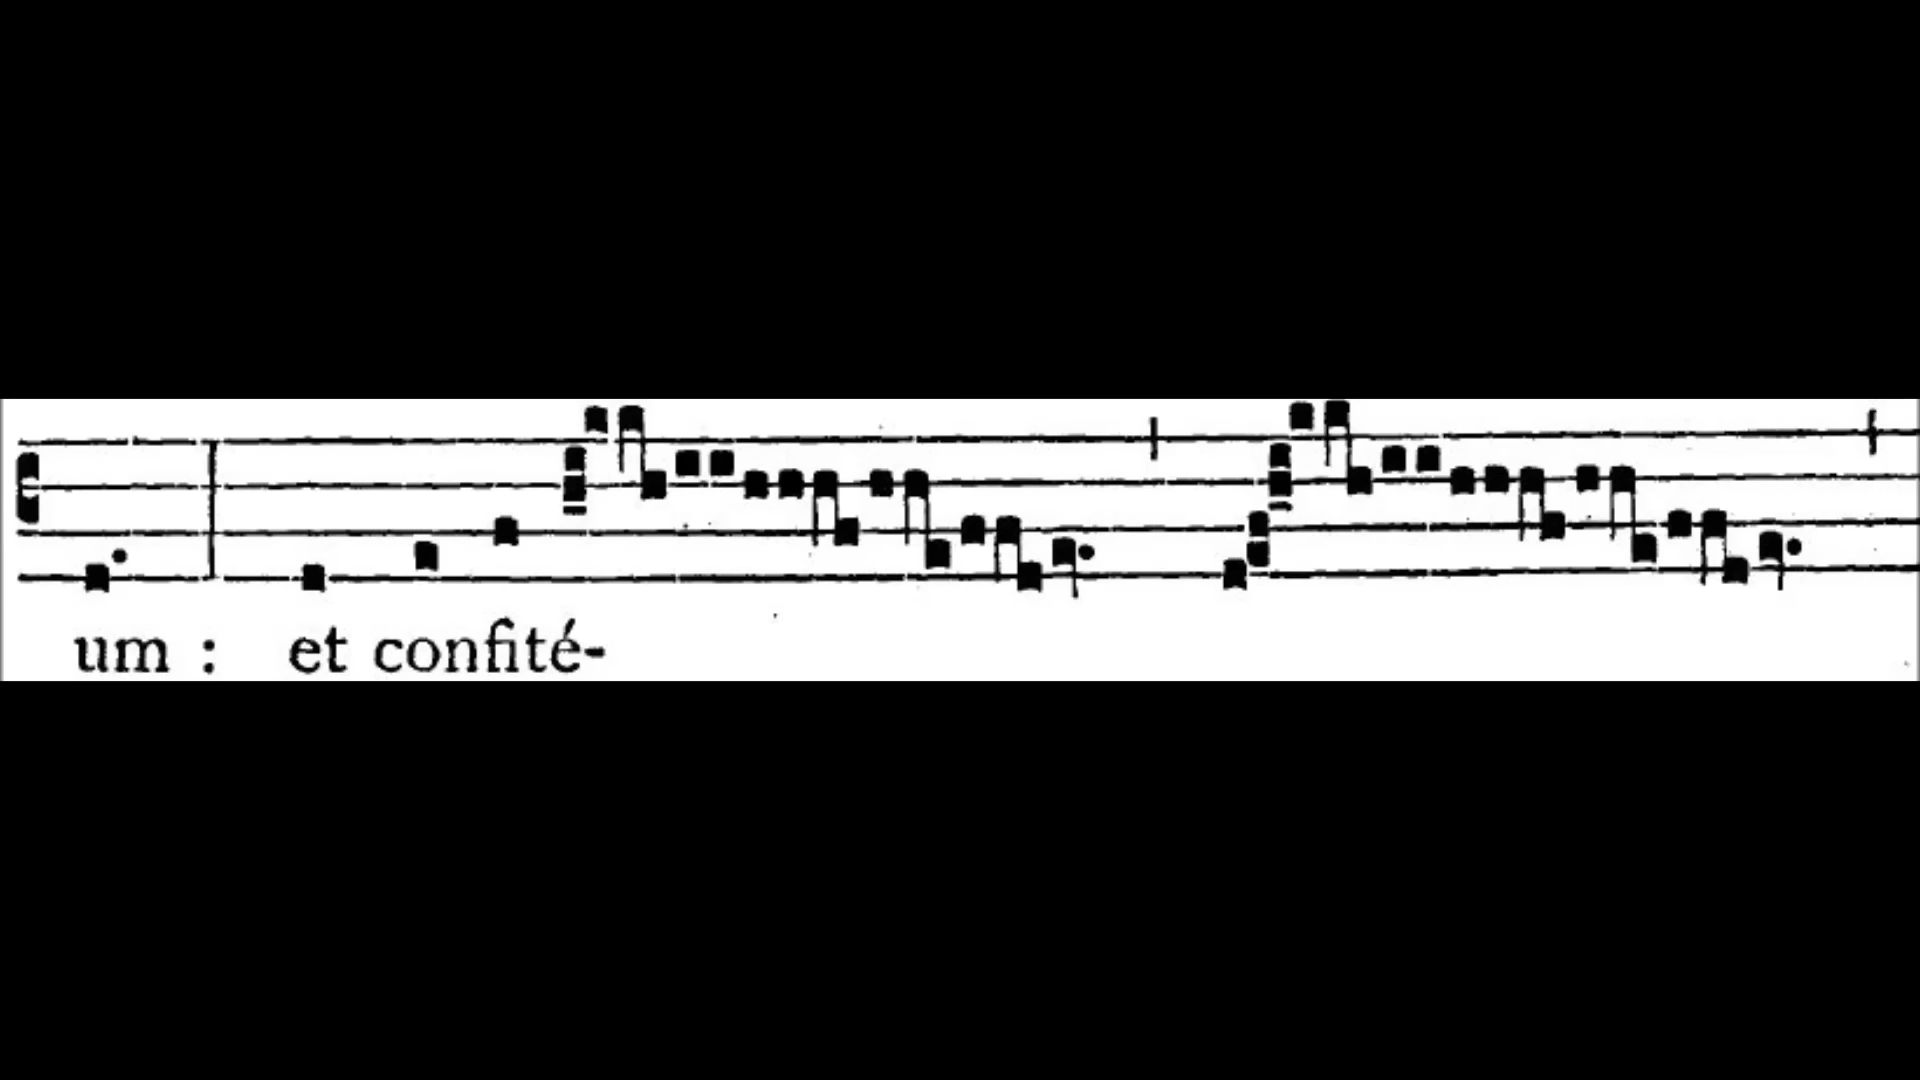 um : et confité-